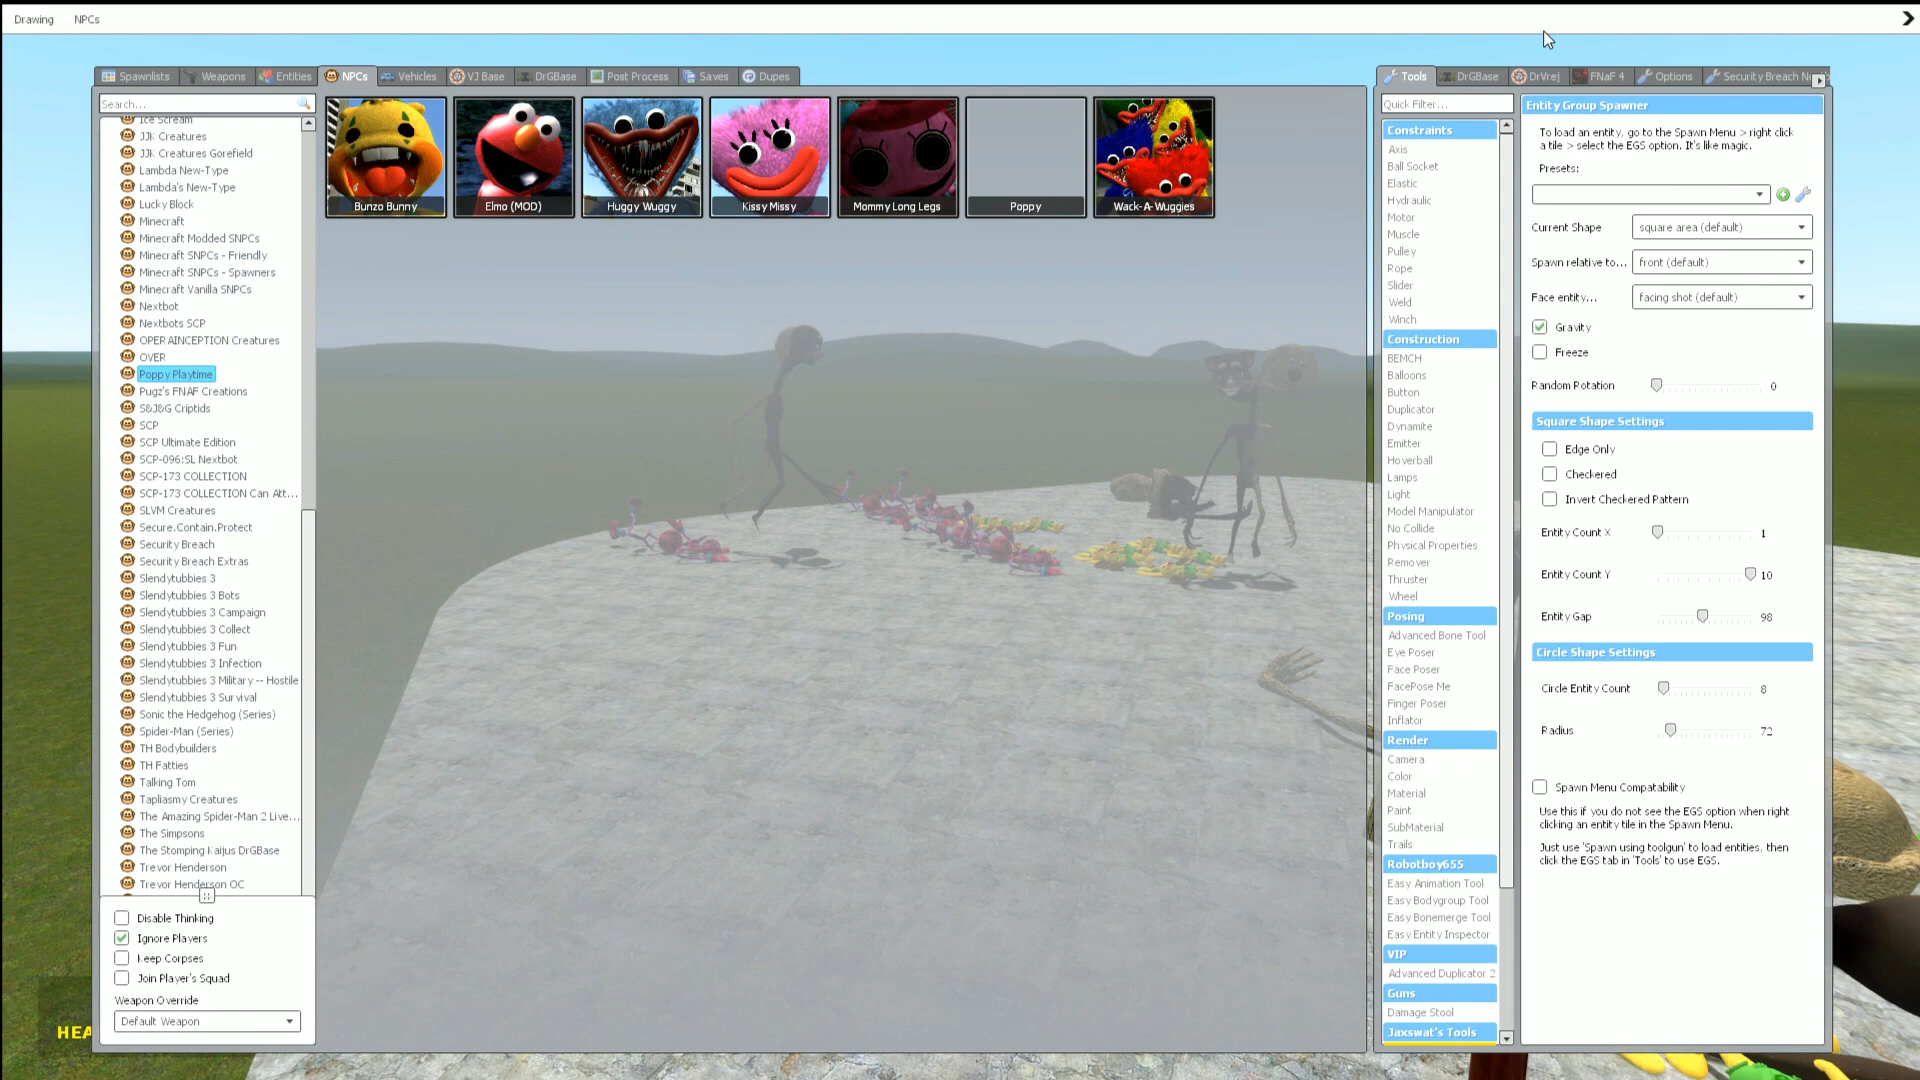 Drawing NPCs
Spawnlists Weapons Entities NPCs Vehicles VJ Base DrGBase Post Process Saves Dupes
Search...
Ice Scream
JJK Creatures
JJK Creatures Gorefield
Lambda New-Type
Lambda's New-Type
Lucky Block
Minecraft
Minecraft Modded SNPCs
Minecraft SNPCs - Friendly
Minecraft SNPCs - Spawners
Minecraft Vanilla SNPCs
Nextbot
Nextbots SCP
OPER AINCEPTION Creatures
OVER
Poppy Playtime
Pugz's FNAF Creations
S&J&G Criptids
SCP
SCP Ultimate Edition
SCP-096:SL Nextbot
SCP-173 COLLECTION
SCP-173 COLLECTION Can Att...
SLVM Creatures
Secure.Contain.Protect
Security Breach
Security Breach Extras
Slendytubbies 3
Slendytubbies 3 Bots
Slendytubbies 3 Campaign
Slendytubbies 3 Collect
Slendytubbies 3 Fun
Slendytubbies 3 Infection
Slendytubbies 3 Military -- Hostile
Slendytubbies 3 Survival
Sonic the Hedgehog (Series)
Spider-Man (Series)
TH Bodybuilders
TH Fatties
Talking Tom
Tapliasmy Creatures
The Amazing Spider-Man 2 Live...
The Simpsons
The Stomping Kaijus DrGBase
Trevor Henderson
Trevor Henderson OC
Disable Thinking
Ignore Players
Keep Corpses
Join Player's Squad
Weapon Override
Default Weapon
HEA
Bunzo Bunny
Elmo (MOD)
Huggy Wuggy
Kissy Missy
Mommy Long Legs
Poppy
Wack-A-Wuggies
Tools DrGBase DrVrej FNaF 4 Options Security Breach
Quick Filter...
Constraints
Axis
Ball Socket
Elastic
Hydraulic
Motor
Muscle
Pulley
Rope
Slider
Weld
Winch
Construction
BEMCH
Balloons
Button
Duplicator
Dynamite
Emitter
Hoverball
Lamps
Light
Model Manipulator
No Collide
Physical Properties
Remover
Thruster
Wheel
Posing
Advanced Bone Tool
Eye Poser
Face Poser
FacePose Me
Finger Poser
Inflator
Render
Camera
Color
Material
Paint
SubMaterial
Trails
Robotboy655
Easy Animation Tool
Easy Bodygroup Tool
Easy Bonemerge Tool
Easy Entity Inspector
VIP
Advanced Duplicator 2
Guns
Damage Stool
Jaxswat's Tools
Entity Group Spawner
To load an entity, go to the Spawn Menu > right click
a tile > select the EGS option. It's like magic.
Presets:
Current Shape square area (default)
Spawn relative to... front (default)
Face entity... facing shot (default)
Gravity
Freeze
Random Rotation 0
Square Shape Settings
Edge Only
Checkered
Invert Checkered Pattern
Entity Count X 1
Entity Count Y 10
Entity Gap 98
Circle Shape Settings
Circle Entity Count 8
Radius 72
Spawn Menu Compatability
Use this if you do not see the EGS option when right
clicking an entity tile in the Spawn Menu.
Just use 'Spawn using toolgun' to load entities, then
click the EGS tab in 'Tools' to use EGS.